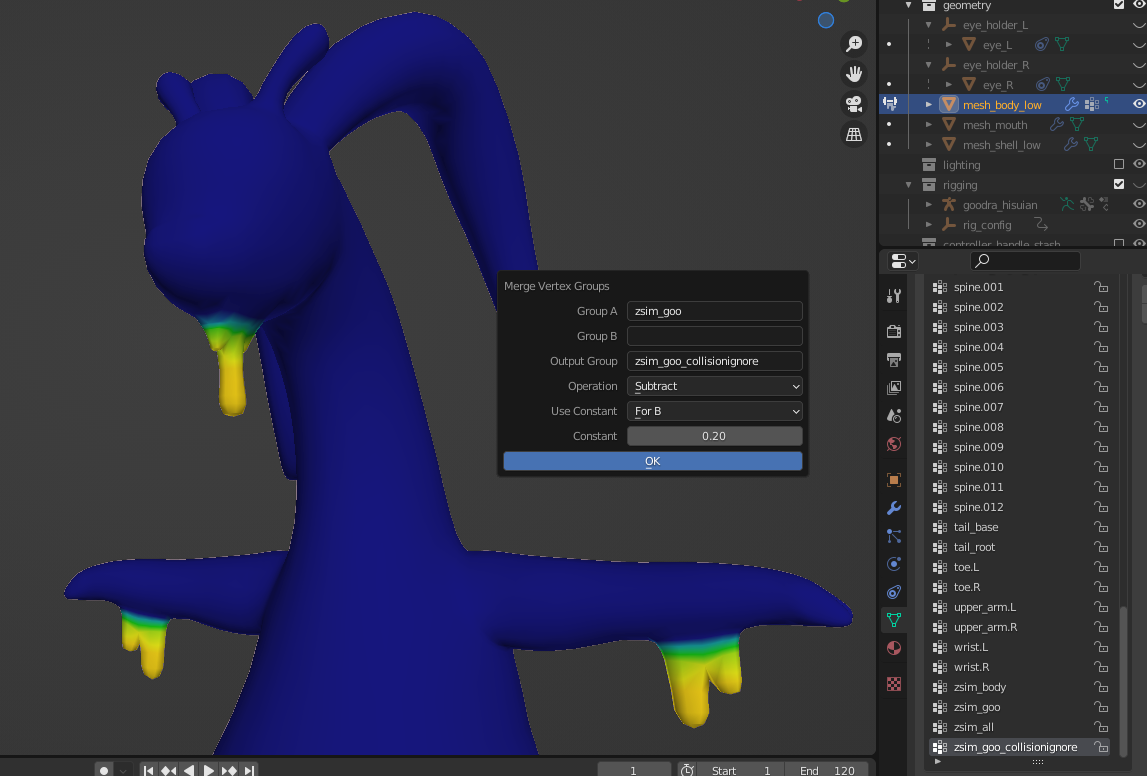 geometry
eye_holder_L
eye_L
eye_holder_R
eye_R
mesh_body_low
mesh_mouth
mesh_shell_low
lighting
rigging
goodra_hisuian
rig_config
controller_handle_stash
Merge Vertex Groups
Group A zsim_goo
Group B
Output Group zsim_goo_collisionignore
Operation Subtract
Use Constant For B
Constant 0.20
OK
spine.001
spine.002
spine.003
spine.004
spine.005
spine.006
spine.007
spine.008
spine.009
spine.010
spine.011
spine.012
tail_base
tail_root
toe.L
toe.R
upper_arm.L
upper_arm.R
wrist.L
wrist.R
zsim_body
zsim_goo
zsim_all
zsim_goo_collisionignore
1 Start 1 End 120